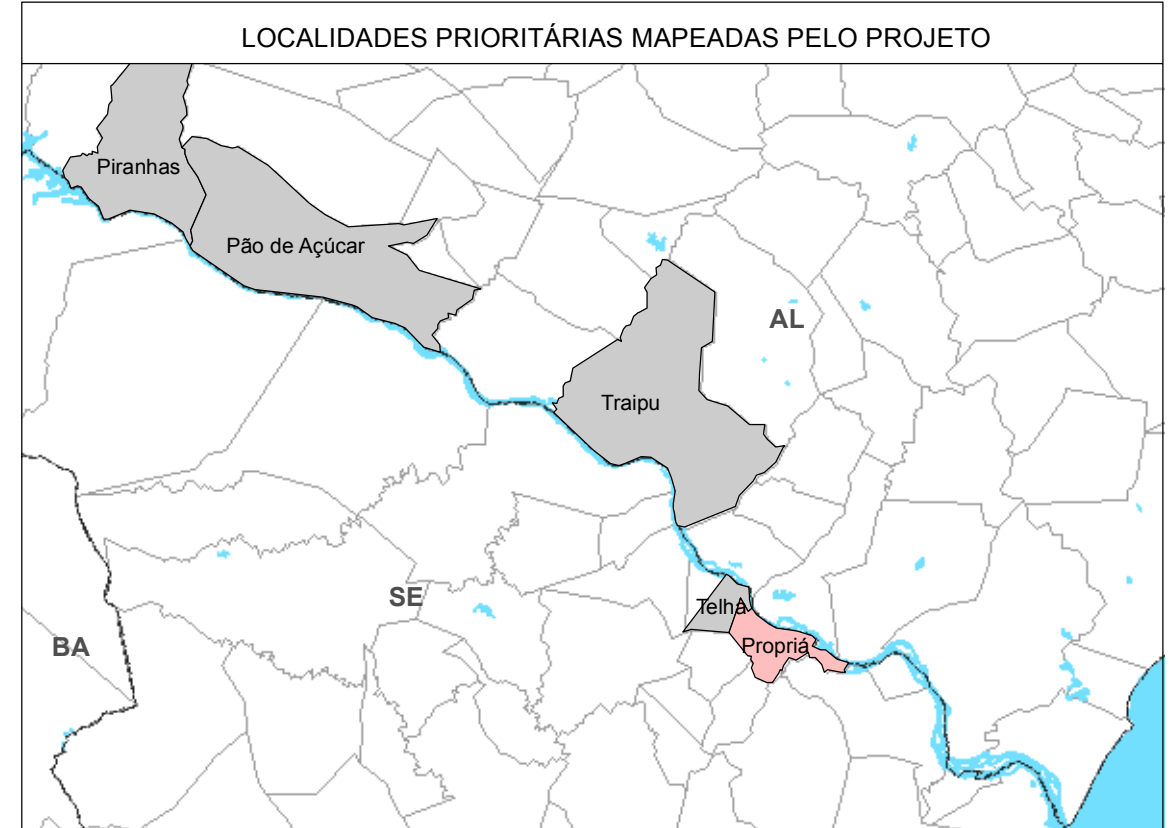 LOCALIDADES PRIORITÁRIAS MAPEADAS PELO PROJETO
Piranhas
Pão de Açúcar
AL
Traipu
SE
Telha
BA
Propriá